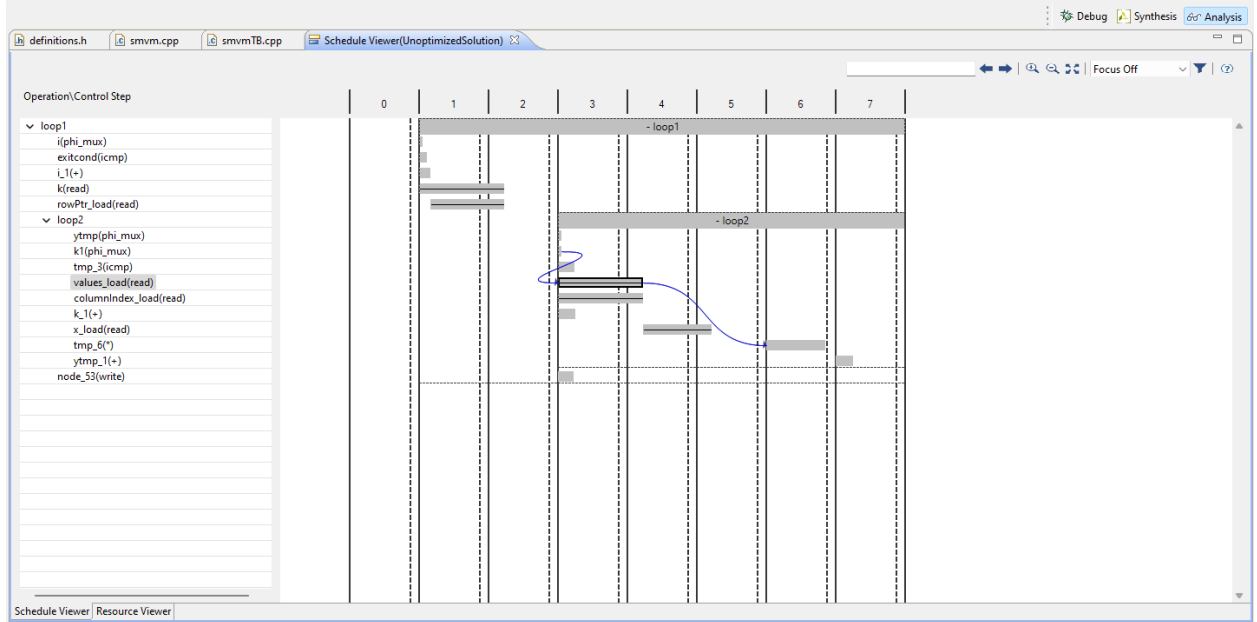 Debug Synthesis Analysis
definitions.h smvm.cpp smvmTB.cpp Schedule Viewer(UnoptimizedSolution)
Focus Off
Operation\Control Step 0 1 2 3 4 5 6 7
loop1 - loop1
i(phi_mux)
exitcond(icmp)
i_1(+)
k(read)
rowPtr_load(read)
loop2 - loop2
ytmp(phi_mux)
k1(phi_mux)
tmp_3(icmp)
values_load(read)
columnIndex_load(read)
k_1(+)
x_load(read)
tmp_6(*)
ytmp_1(+)
node_53(write)
Schedule Viewer Resource Viewer